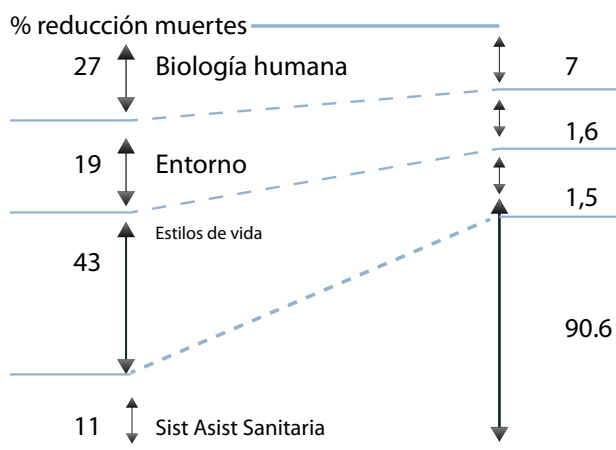 % reducción muertes
27 Biología humana 7
19 Entorno 1,6
Estilos de vida 1,5
43
90.6
11 Sist Asist Sanitaria